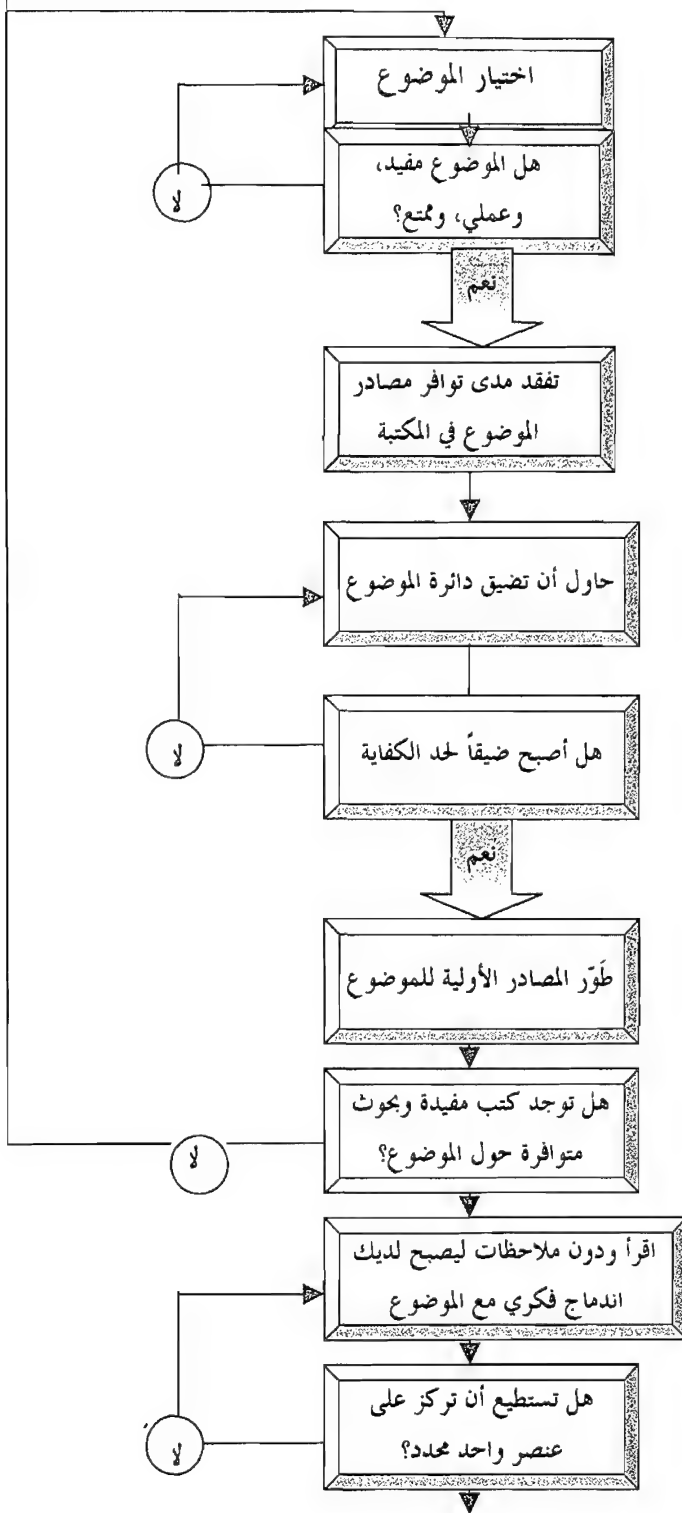 اختيار الموضوع
هل الموضوع مفيد،
وعملي، وممتع؟
لا
نعم
تفقد مدى توافر مصادر
الموضوع في المكتبة
حاول أن تضيق دائرة الموضوع
هل أصبح ضيقاً لحد الكفاية
لا
نعم
طَوّر المصادر الأولية للموضوع
هل توجد كتب مفيدة وبحوث
متوافرة حول الموضوع؟
لا
اقرأ ودون ملاحظات ليصبح لديك
اندماج فكري مع الموضوع
هل تستطيع أن تركز على
عنصر واحد محدد؟
لا